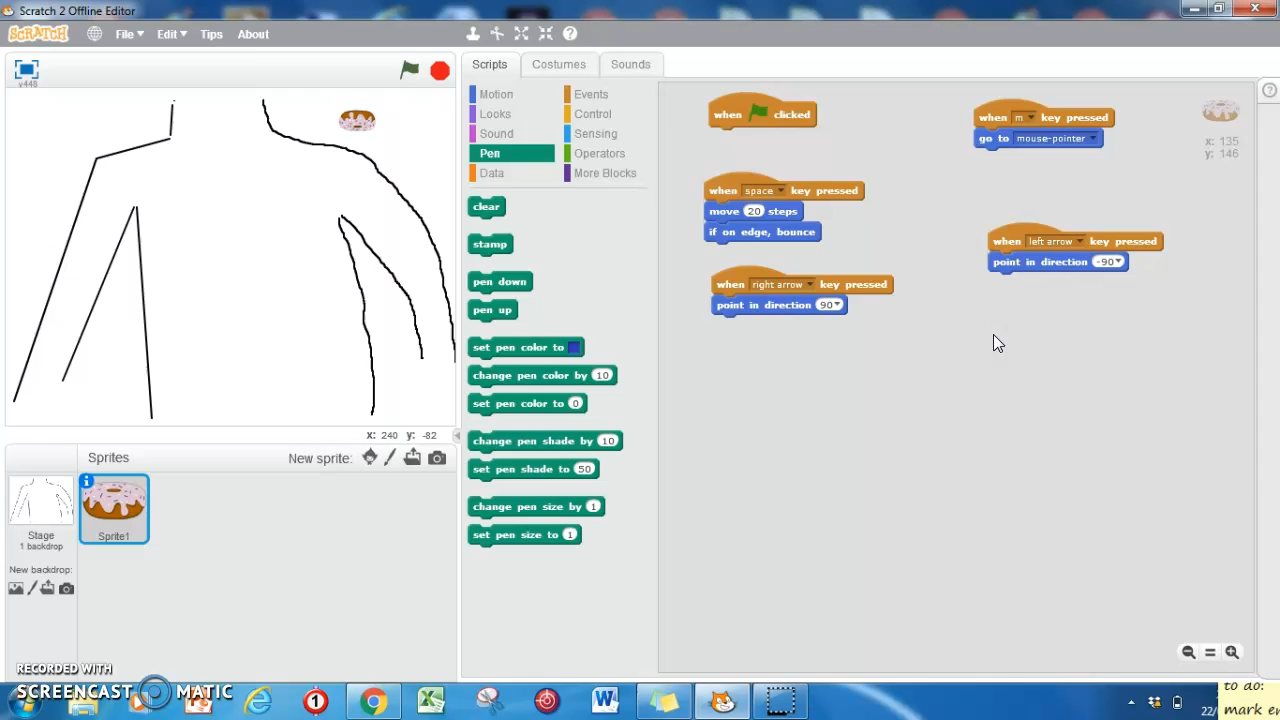 Scratch 2 Offline Editor
SCRATCH File Edit Tips About
v448
Scripts Costumes Sounds
Motion Events
Looks Control
Sound Sensing
Pen Operators
Data More Blocks
clear
stamp
pen down
pen up
set pen color to
change pen color by 10
set pen color to 0
change pen shade by 10
set pen shade to 50
change pen size by 1
set pen size to 1
when clicked
when space key pressed
move 20 steps
if on edge, bounce
when right arrow key pressed
point in direction 90
when m key pressed
go to mouse-pointer
when left arrow key pressed
point in direction -90
x: 135
y: 146
x: 240 y: -82
Sprites New sprite:
Stage
1 backdrop
Sprite1
New backdrop:
RECORDED WITH
SCREENCAST MATIC
1
22/
to do:
mark en